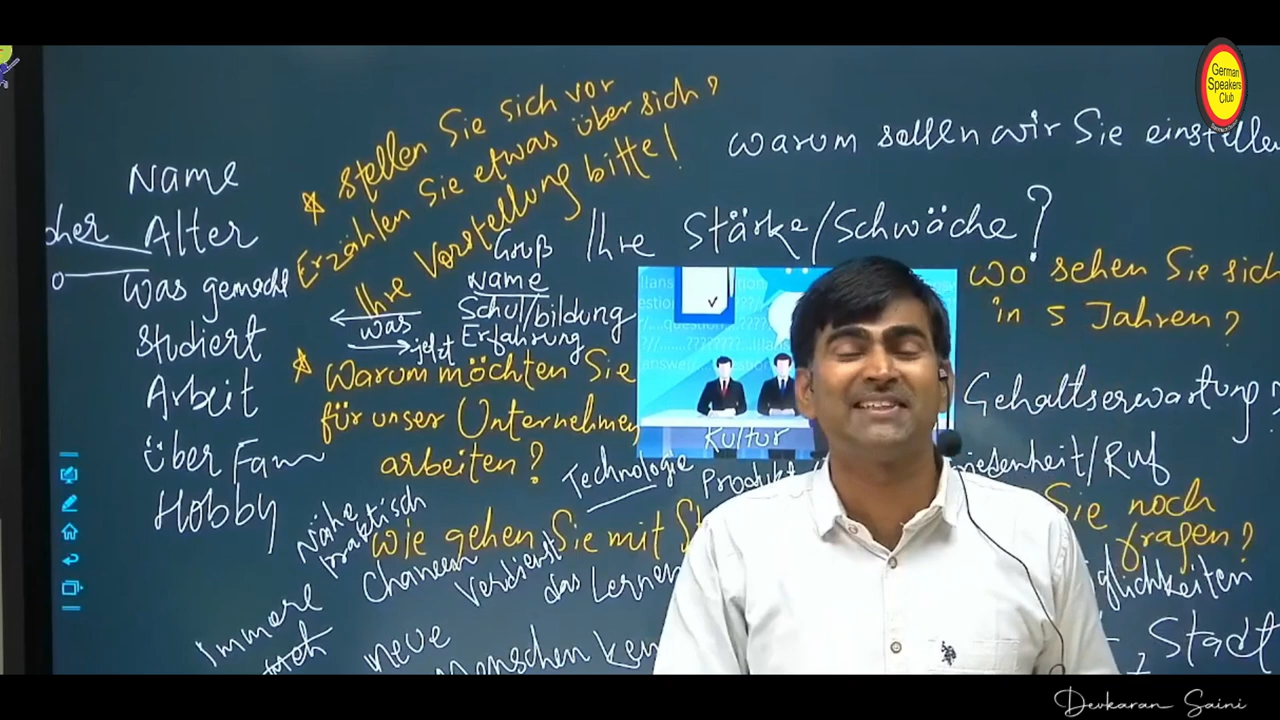 German
Speakers
Club
Name
Alter
Was gemacht
studiert
Arbeit
über Fam
Hobby
* stellen Sie sich vor
Erzählen Sie etwas über sich?
Ihre Vorstellung bitte!
Gruß
Name
Schul/bildung
Erfahrung
was
jetzt
* Warum möchten Sie
für unser Unternehmen
arbeiten?
Technologie
Produkt
Kultur
Nähe
praktisch
wie gehen Sie mit
Chancen
Verdienst
das Lernen
neue
Menschen
warum sollen wir Sie einstellen
Ihre Stärke/Schwäche?
wo sehen Sie sich
in 5 Jahren?
Gehaltserwartung
/Ruf
Sie noch
fragen?
Stadt
Devkaran Saini